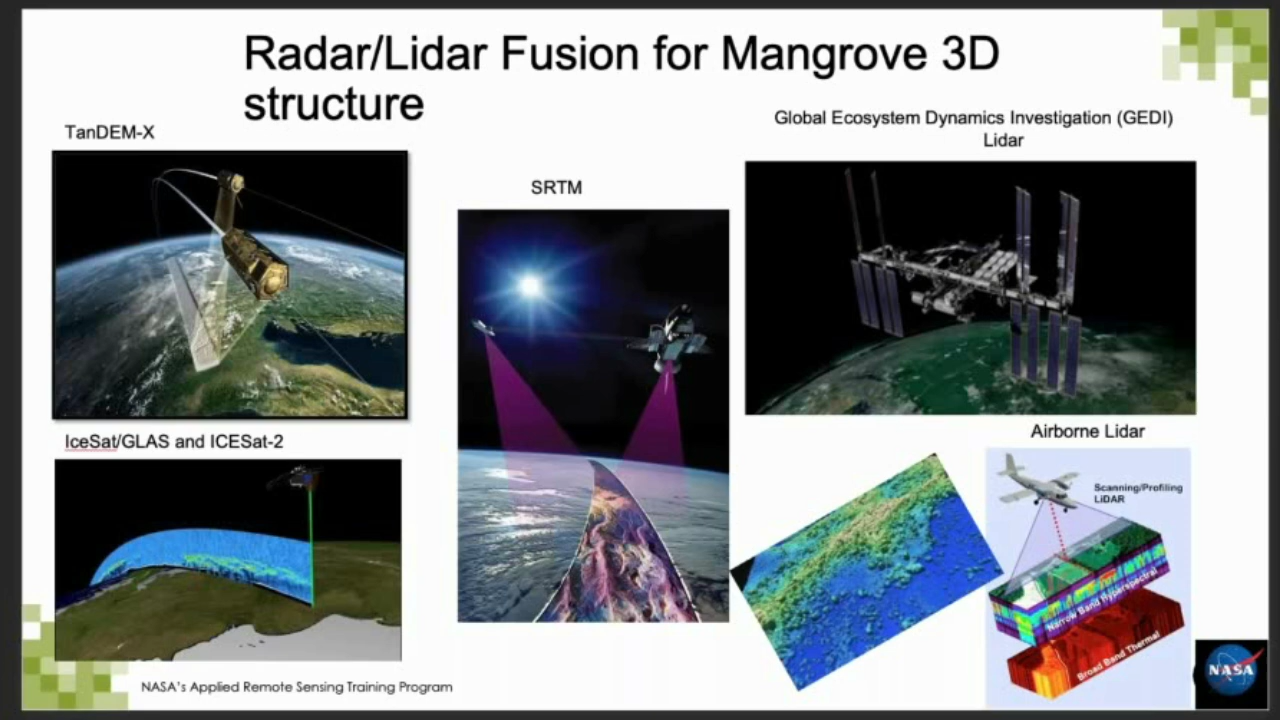 Radar/Lidar Fusion for Mangrove 3D
structure
TanDEM-X
SRTM
Global Ecosystem Dynamics Investigation (GEDI)
Lidar
IceSat/GLAS and ICESat-2
Airborne Lidar
Scanning/Profiling
LiDAR
Narrow Band Hyperspectral
Broad Band Thermal
NASA's Applied Remote Sensing Training Program
NASA